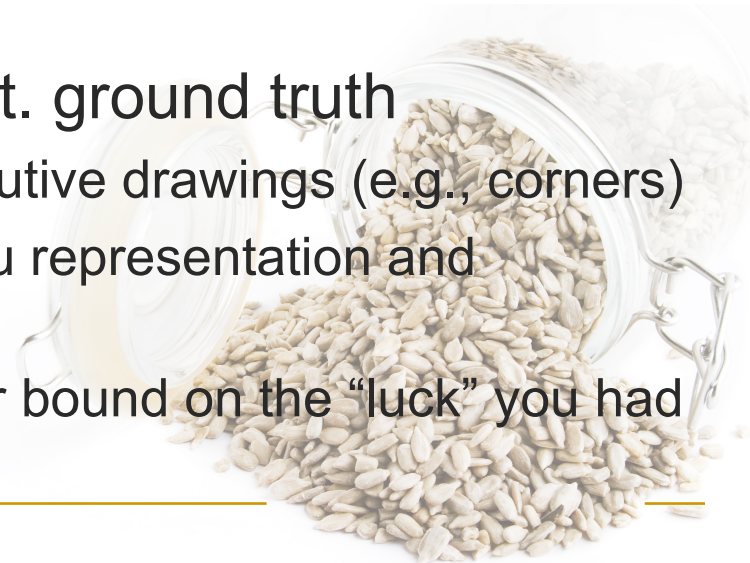 t. ground truth
utive drawings (e.g., corners)
u representation and
r bound on the “luck” you had